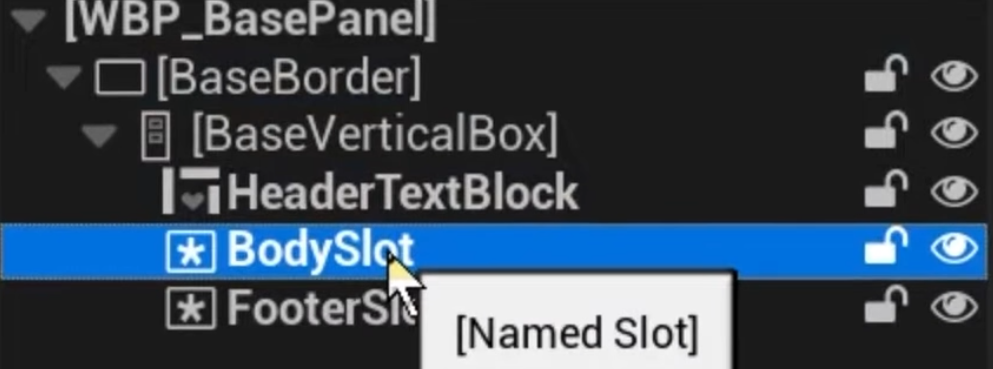 [WBP_BasePanel]
[BaseBorder]
[BaseVerticalBox]
HeaderTextBlock
BodySlot
[Named Slot]